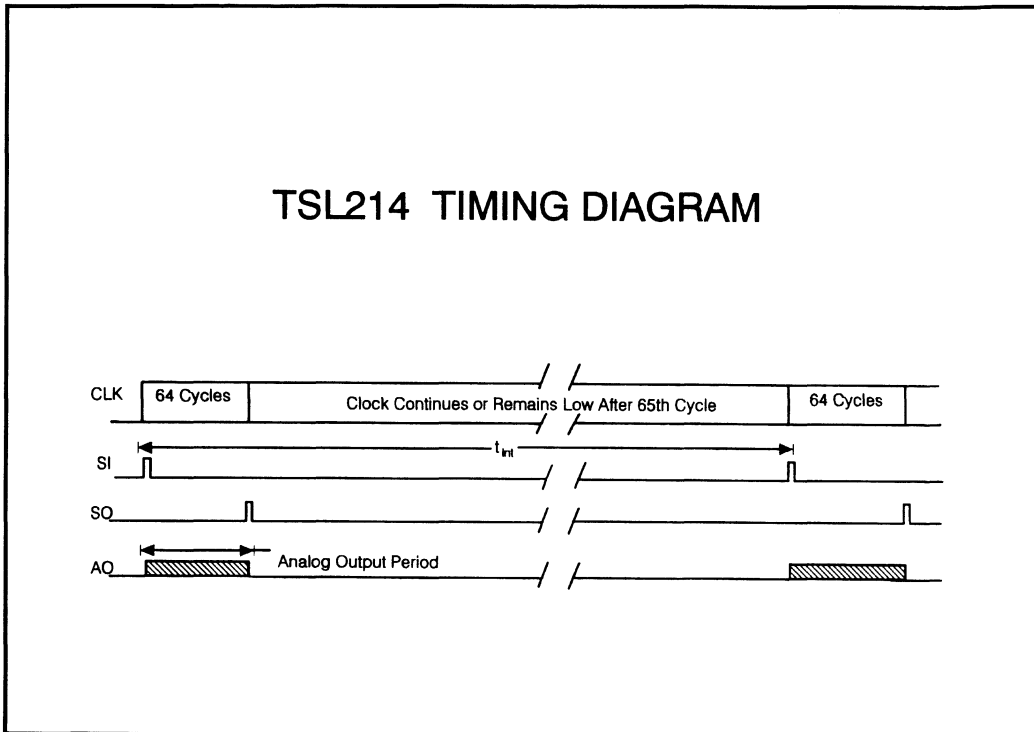 TSL214 TIMING DIAGRAM
CLK
64 Cycles
Clock Continues or Remains Low After 65th Cycle
64 Cycles
t int
SI
SO
AO
Analog Output Period